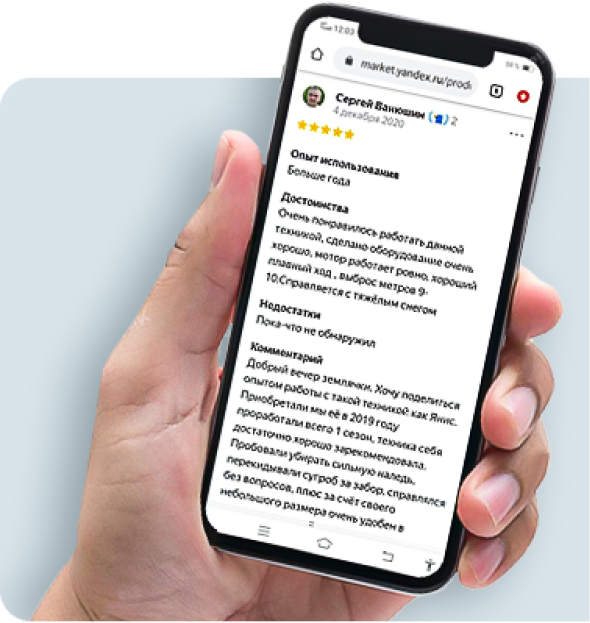 12:03
market.yandex.ru/prodi
Сергей Ванюшин 2
4 декабря 2020
Опыт использования
Больше года
Достоинства
Очень понравилось работать данной
техникой, сделано оборудование очень
хорошо, мотор работает ровно, хороший
плавный ход , выброс метров 9-
10.Справляется с тяжёлым снегом
Недостатки
Пока-что не обнаружил
Комментарий
Добрый вечер землячки. Хочу поделиться
опытом работы с такой техникой как Янис.
Приобретали мы её в 2019 году
проработали всего 1 сезон, техника себя
достаточно хорошо зарекомендовала.
Пробовали убирать сильную наледь,
перекидывали сугроб за забор, справлялся
без вопросов, плюс за счёт своего
небольшого размера очень удобен в